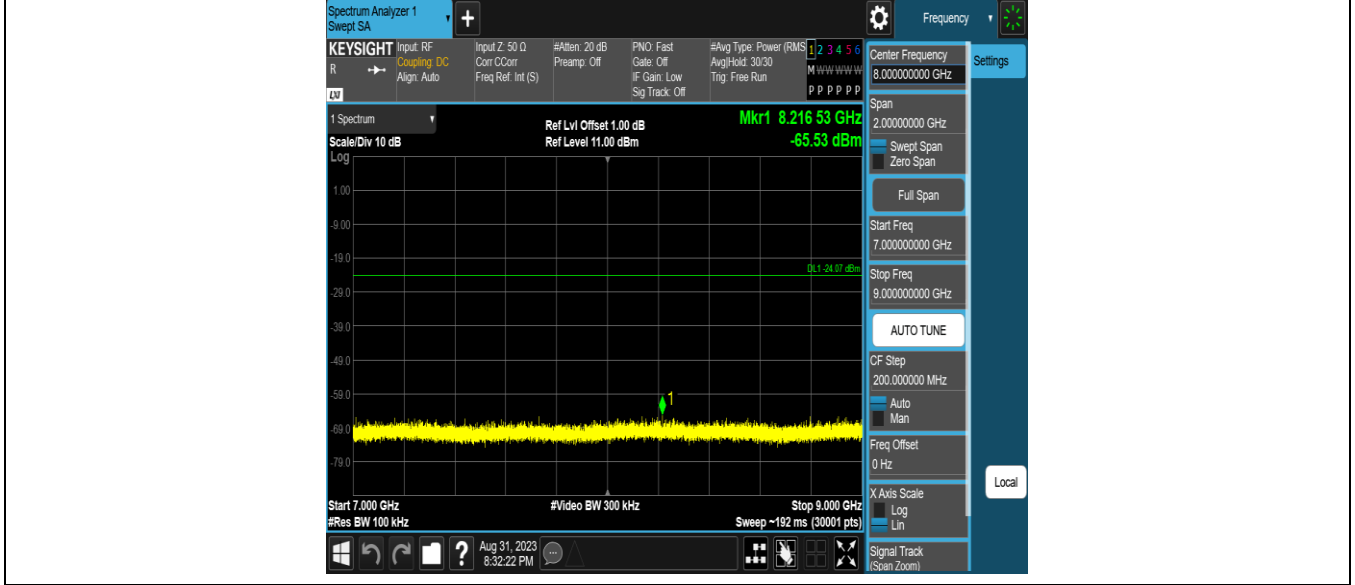 Spectrum Analyzer 1
Swept SA
+
Frequency
KEYSIGHT
R
LXI
Input: RF
Coupling: DC
Align: Auto
Input Z: 50 Ω
Corr CCorr
Freq Ref: Int (S)
#Atten: 20 dB
Preamp: Off
PNO: Fast
Gate: Off
IF Gain: Low
Sig Track: Off
#Avg Type: Power (RMS
Avg|Hold: 30/30
Trig: Free Run
1 2 3 4 5 6
M W W W W W
P P P P P P
1 Spectrum
Scale/Div 10 dB
Log
Ref Lvl Offset 1.00 dB
Ref Level 11.00 dBm
Mkr1 8.216 53 GHz
-65.53 dBm
1.00
-9.00
-19.0
DL1 -24.07 dBm
-29.0
-39.0
-49.0
-59.0
1
-69.0
-79.0
Start 7.000 GHz
#Res BW 100 kHz
#Video BW 300 kHz
Stop 9.000 GHz
Sweep ~192 ms (30001 pts)
?
Aug 31, 2023
8:32:22 PM
Center Frequency
8.000000000 GHz
Settings
Span
2.00000000 GHz
Swept Span
Zero Span
Full Span
Start Freq
7.000000000 GHz
Stop Freq
9.000000000 GHz
AUTO TUNE
CF Step
200.000000 MHz
Auto
Man
Freq Offset
0 Hz
X Axis Scale
Log
Lin
Local
Signal Track
(Span Zoom)